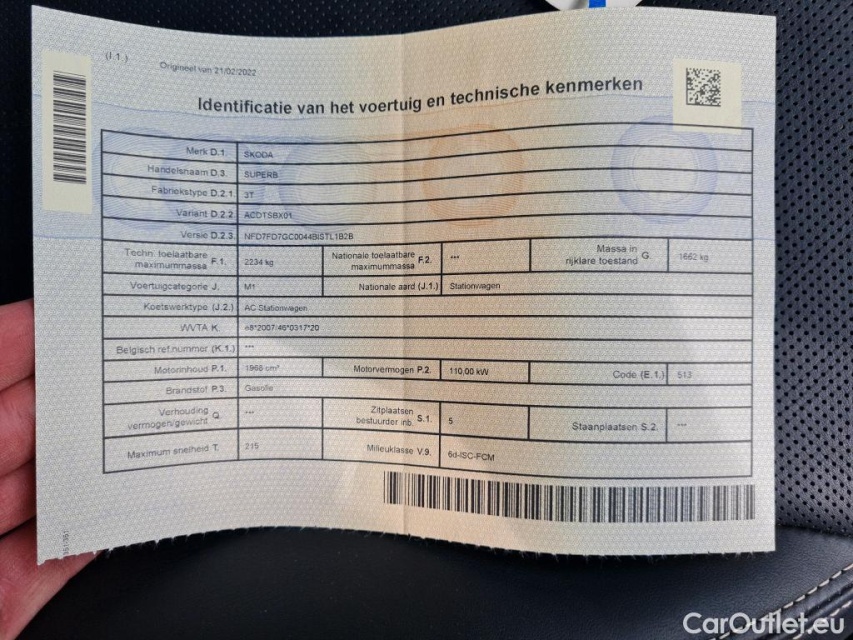 (J.1.)
Origineel van 21/02/2022
Identificatie van het voertuig en technische kenmerken
Merk D.1. SKODA
Handelsnaam D.3. SUPERB
Fabriekstype D.2.1. 3T
Variant D.2.2. ACDTSBX01
Versie D.2.3. NFD7FD7GC0044BISTL1B2B
Techn. toelaatbare maximummassa F.1. 2234 kg Nationale toelaatbare maximummassa F.2. *** Massa in rijklare toestand G. 1662 kg
Voertuigcategorie J. M1 Nationale aard (J.1.) Stationwagen
Koetswerktype (J.2.) AC Stationwagen
WVTA K. e8*2007/46*0317*20
Belgisch ref.nummer (K.1.) ***
Motorinhoud P.1. 1968 cm³ Motorvermogen P.2. 110,00 kW Code (E.1.) 513
Brandstof P.3. Gasolie
Verhouding vermogen/gewicht Q. *** Zitplaatsen bestuurder inb. S.1. 5 Staanplaatsen S.2. ***
Maximum snelheid T. 215 Milieuklasse V.9. 6d-ISC-FCM
CarOutlet.eu